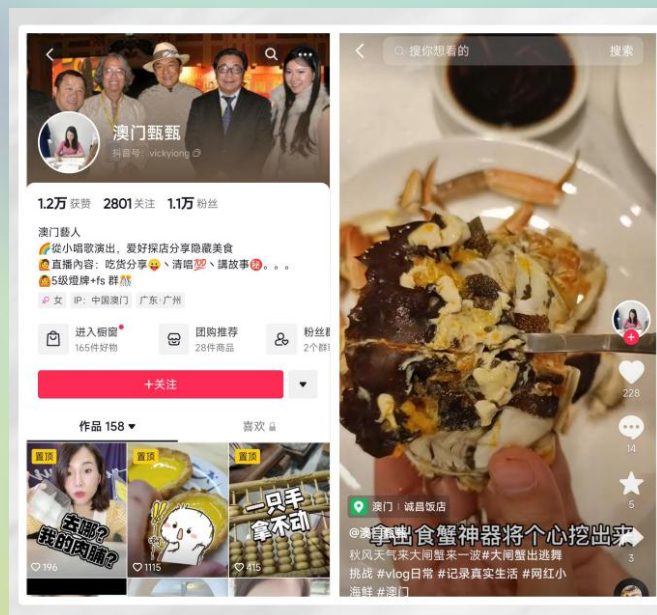 澳门甄甄
抖音号：vickyiong
1.2万 获赞 2801 关注 1.1万 粉丝
澳门藝人
🌈從小唱歌演出，爱好探店分享隐藏美食
🙋直播内容：吃货分享😛丶清唱💯丶講故事㊙️。。。
🙆5级燈牌+fs 群🎊
女 IP：中国澳门 广东·广州
进入橱窗
165件好物
团购推荐
28件商品
粉丝群
2个群
+关注
作品 158 ▼ 喜欢
置顶
去哪？
我的肉脯？
196
置顶
1115
置顶
一只手
拿不动
415
搜你想看的 搜索
228
14
5
3
澳门 | 诚昌饭店
拿出食蟹神器将个心挖出来
秋风天气来大闸蟹来一波#大闸蟹出逃舞
挑战 #vlog日常 #记录真实生活 #网红小
海鲜 #澳门